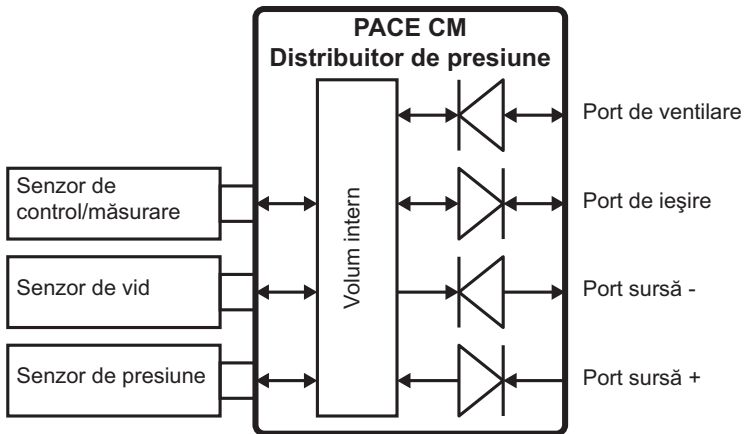 PACE CM
Distribuitor de presiune
Port de ventilare
Senzor de
control/măsurare
Port de ieşire
Volum intern
Senzor de vid
Port sursă -
Senzor de presiune
Port sursă +